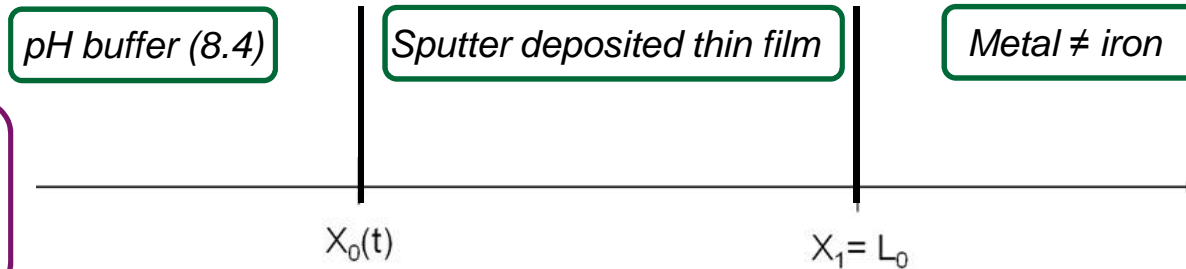 pH buffer (8.4)
Sputter deposited thin film
Metal ≠ iron
X₀(t)
X₁= L₀